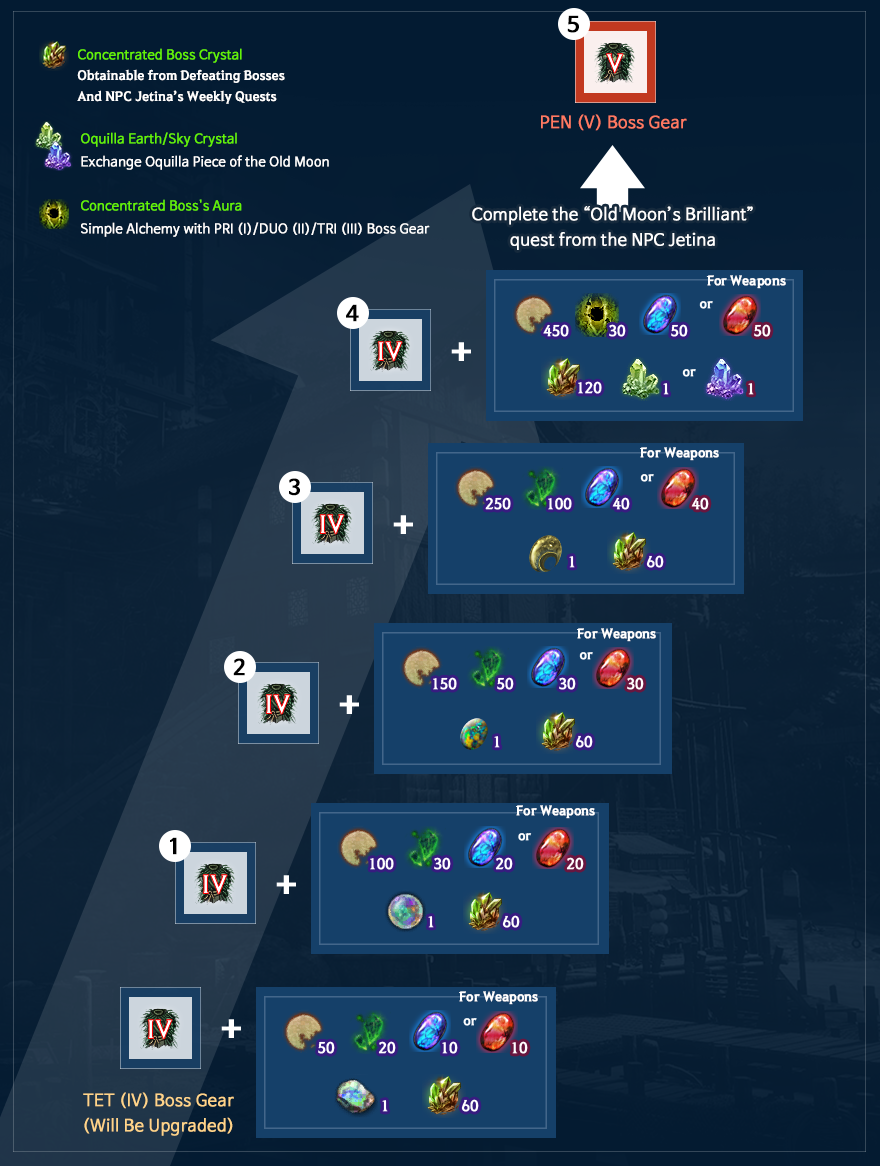 Concentrated Boss Crystal
Obtainable from Defeating Bosses
And NPC Jetina's Weekly Quests
Oquilla Earth/Sky Crystal
Exchange Oquilla Piece of the Old Moon
Concentrated Boss's Aura
Simple Alchemy with PRI (I)/DUO (II)/TRI (III) Boss Gear
5
V
PEN (V) Boss Gear
Complete the “Old Moon's Brilliant”
quest from the NPC Jetina
4
IV
+
For Weapons
450 30 50 or 50
120 1 or 1
3
IV
+
For Weapons
250 100 40 or 40
1 60
2
IV
+
For Weapons
150 50 30 or 30
1 60
1
IV
+
For Weapons
100 30 20 or 20
1 60
IV
+
For Weapons
50 20 10 or 10
1 60
TET (IV) Boss Gear
(Will Be Upgraded)